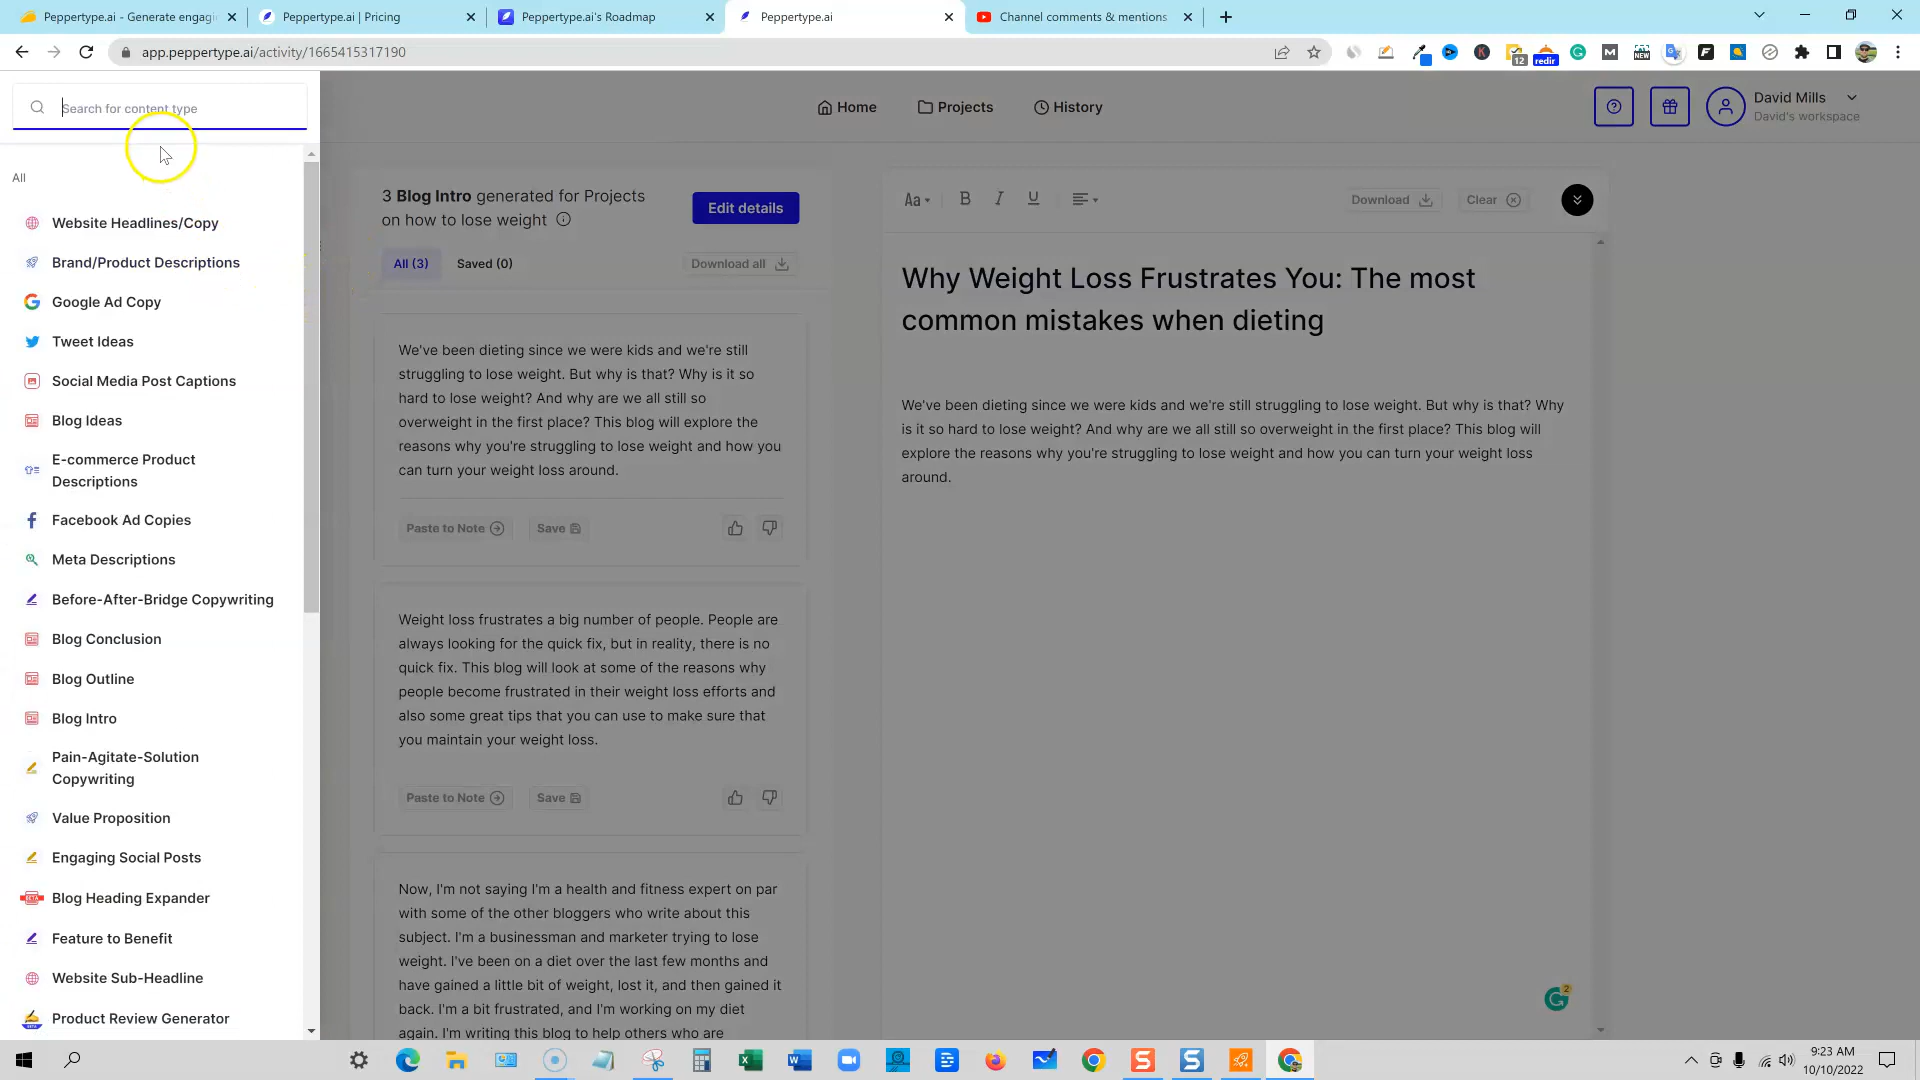 Peppertype.ai - Generate engagi
Peppertype.ai | Pricing
Peppertype.ai's Roadmap
Peppertype.ai
Channel comments & mentions
app.peppertype.ai/activity/1665415317190
12
redir
NEW
Search for content type
Home
Projects
History
David Mills
David's workspace
All
Website Headlines/Copy
Brand/Product Descriptions
Google Ad Copy
Tweet Ideas
Social Media Post Captions
Blog Ideas
E-commerce Product
Descriptions
Facebook Ad Copies
Meta Descriptions
Before-After-Bridge Copywriting
Blog Conclusion
Blog Outline
Blog Intro
Pain-Agitate-Solution
Copywriting
Value Proposition
Engaging Social Posts
Blog Heading Expander
Feature to Benefit
Website Sub-Headline
Product Review Generator
3 Blog Intro generated for Projects
on how to lose weight
Edit details
All (3)
Saved (0)
Download all
We've been dieting since we were kids and we're still
struggling to lose weight. But why is that? Why is it so
hard to lose weight? And why are we all still so
overweight in the first place? This blog will explore the
reasons why you're struggling to lose weight and how you
can turn your weight loss around.
Paste to Note
Save
Weight loss frustrates a big number of people. People are
always looking for the quick fix, but in reality, there is no
quick fix. This blog will look at some of the reasons why
people become frustrated in their weight loss efforts and
also some great tips that you can use to make sure that
you maintain your weight loss.
Paste to Note
Save
Now, I'm not saying I'm a health and fitness expert on par
with some of the other bloggers who write about this
subject. I'm a businessman and marketer trying to lose
weight. I've been on a diet over the last few months and
have gained a little bit of weight, lost it, and then gained it
back. I'm a bit frustrated, and I'm working on my diet
again. I'm writing this blog to help others who are
Aa
B
I
U
Download
Clear
Why Weight Loss Frustrates You: The most
common mistakes when dieting
We've been dieting since we were kids and we're still struggling to lose weight. But why is that? Why
is it so hard to lose weight? And why are we all still so overweight in the first place? This blog will
explore the reasons why you're struggling to lose weight and how you can turn your weight loss
around.
2
9:23 AM
10/10/2022